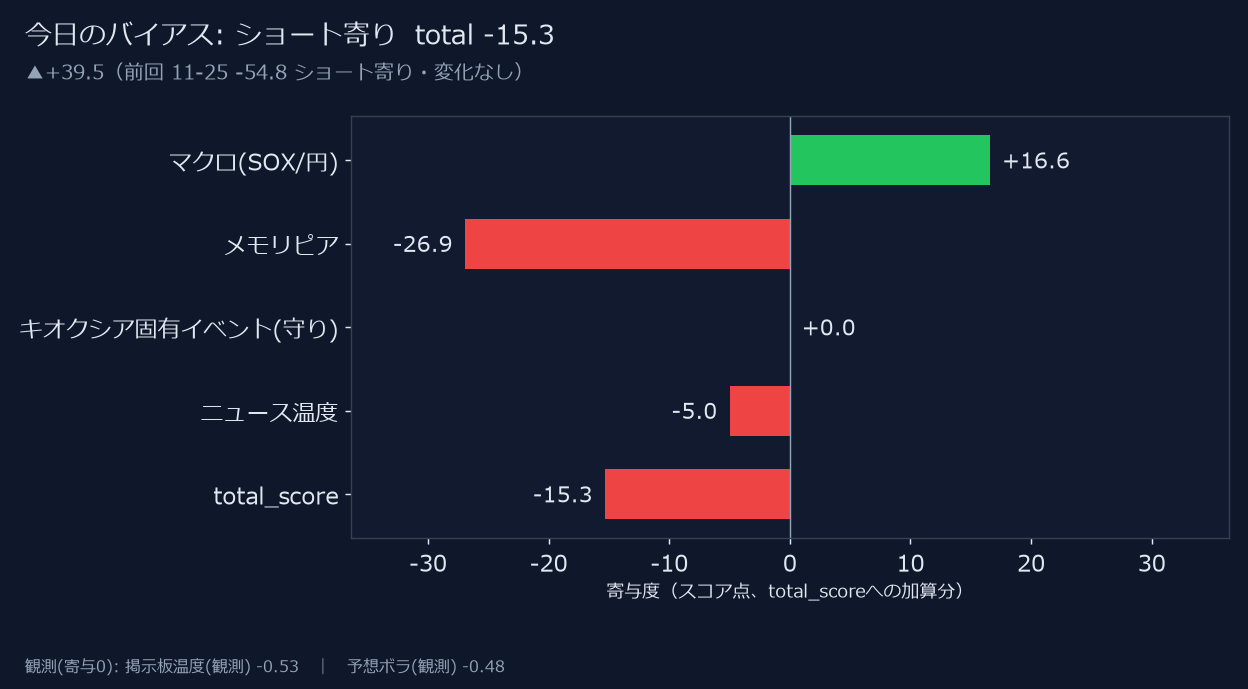 今日のバイアス: ショート寄り total -15.3
▲+39.5（前回 11-25 -54.8 ショート寄り・変化なし）
マクロ(SOX/円)
+16.6
メモリピア
-26.9
キオクシア固有イベント(守り)
+0.0
ニュース温度
-5.0
total_score
-15.3
-30 -20 -10 0 10 20 30
寄与度（スコア点、total_scoreへの加算分）
観測(寄与0): 掲示板温度(観測) -0.53 ｜ 予想ボラ(観測) -0.48